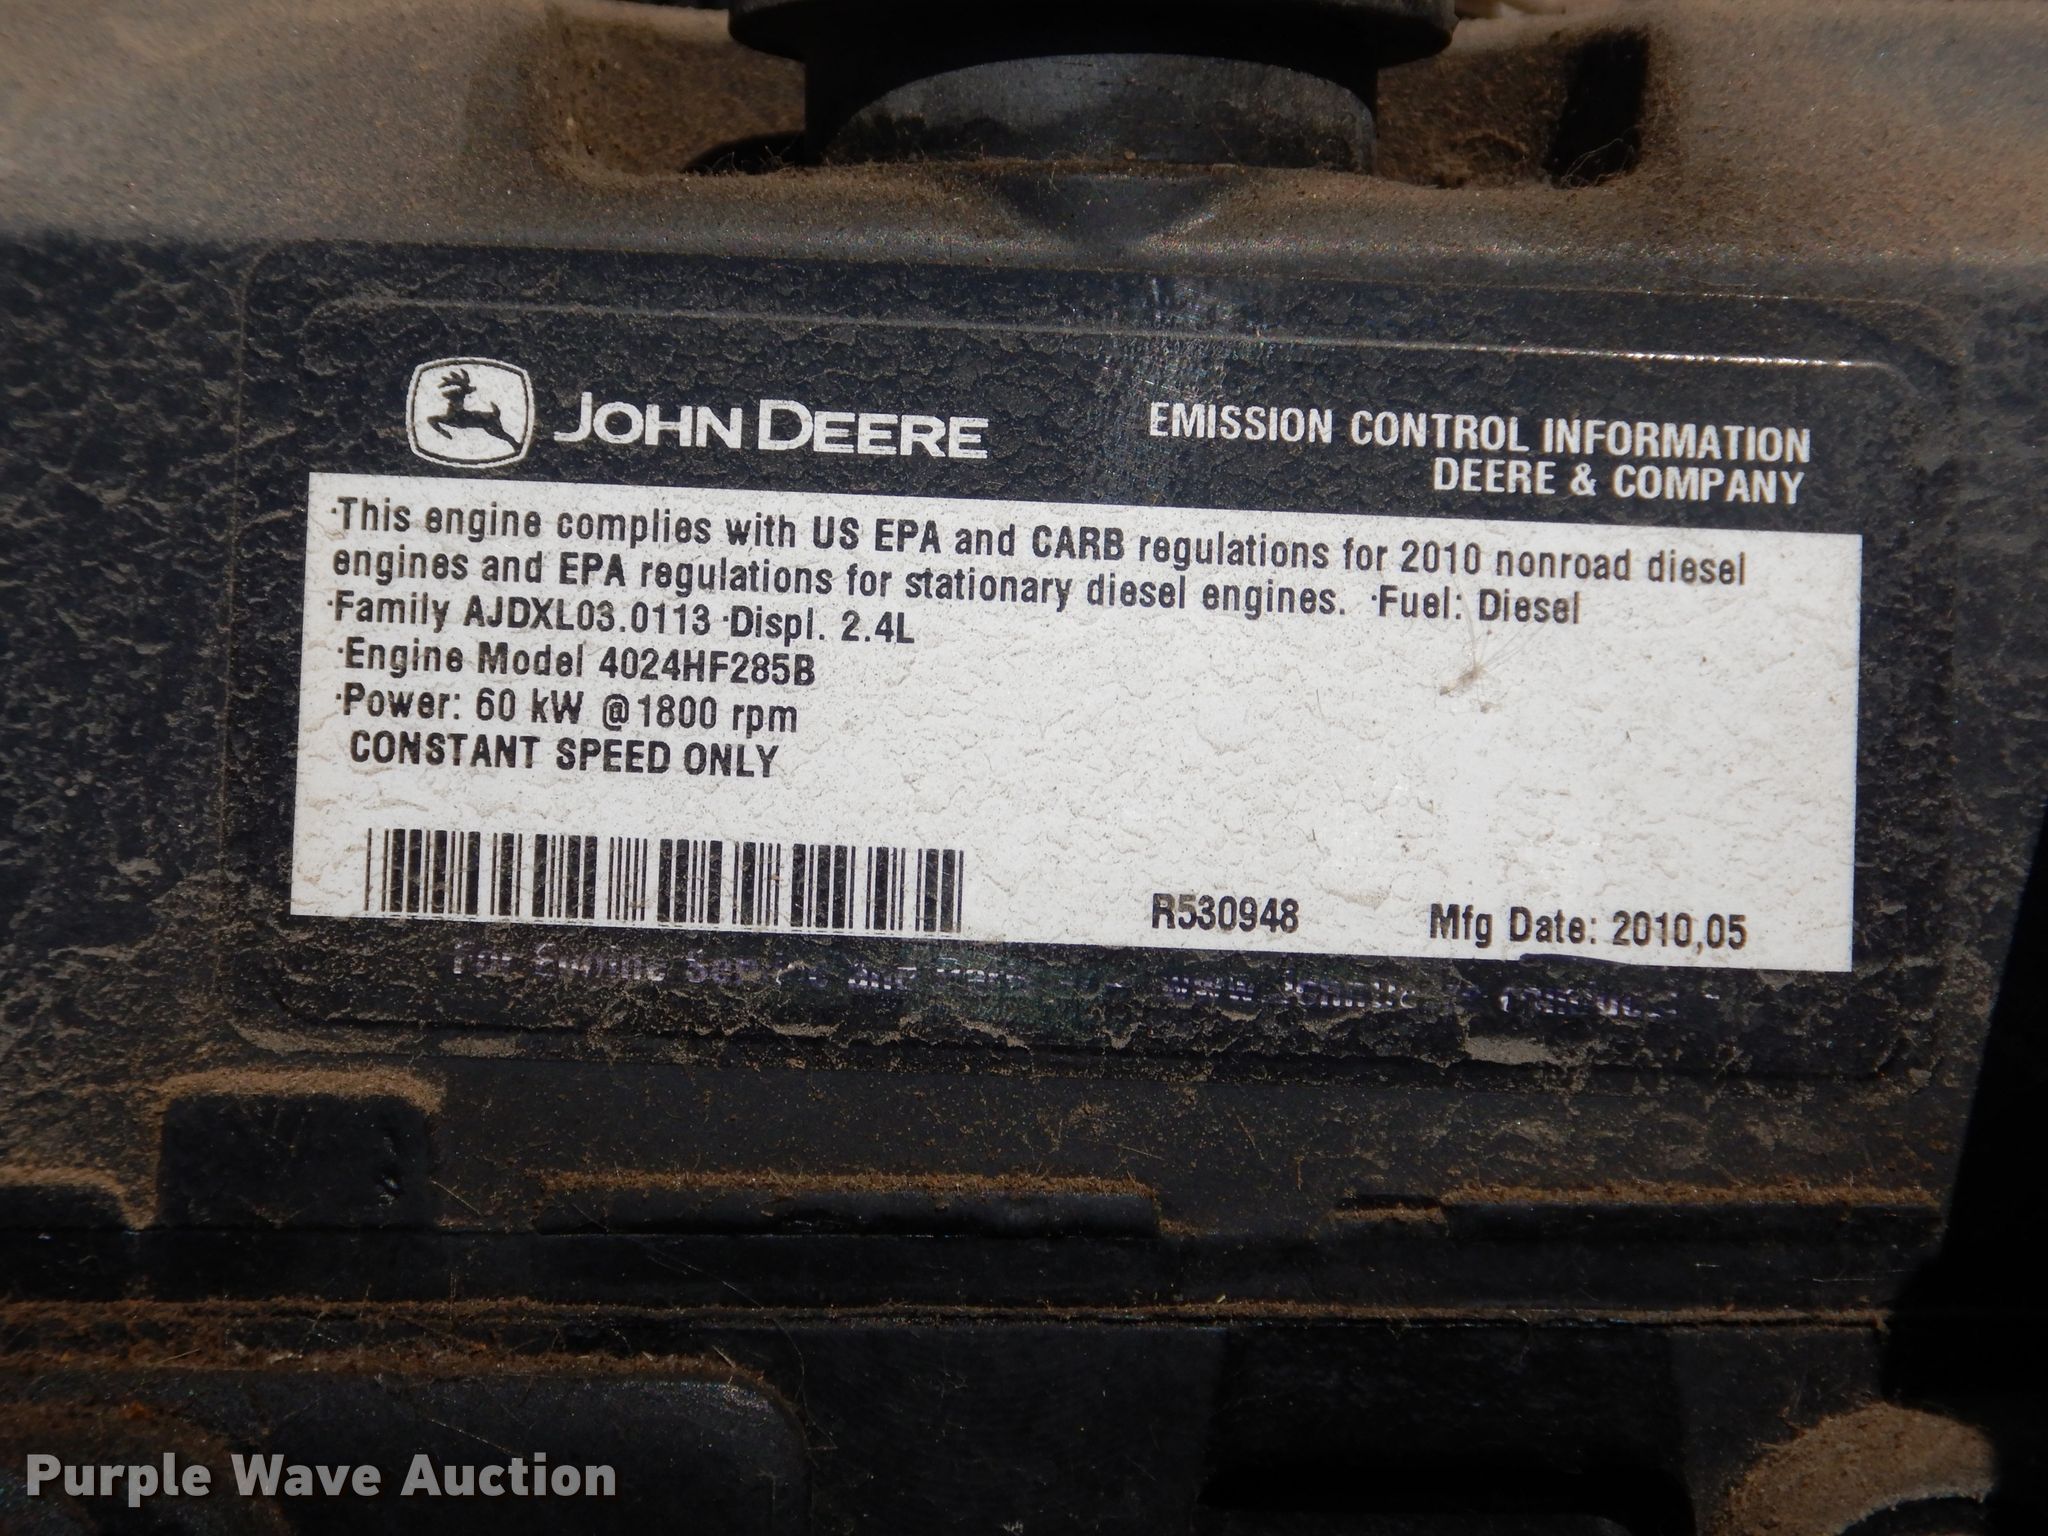 JOHN DEERE
EMISSION CONTROL INFORMATION
DEERE & COMPANY
·This engine complies with US EPA and CARB regulations for 2010 nonroad diesel
engines and EPA regulations for stationary diesel engines. ·Fuel: Diesel
·Family AJDXL03.0113 ·Displ. 2.4L
·Engine Model 4024HF285B
·Power: 60 kW @1800 rpm
CONSTANT SPEED ONLY
R530948
Mfg Date: 2010,05
For Engine
Purple Wave Auction